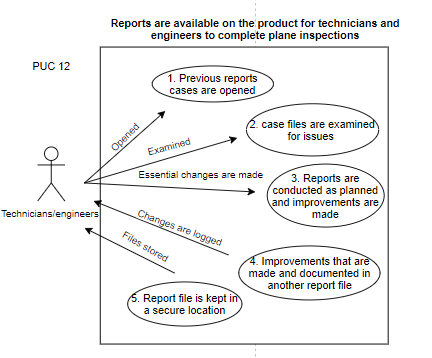 Reports are available on the product for technicians and
engineers to complete plane inspections
PUC 12
1. Previous reports
cases are opened
Opened
2. case files are examined
for issues
Examined
Essential changes are made
3. Reports are
conducted as planned
and improvements are
made
Technicians/engineers
Changes are logged
Files stored
4. Improvements that are
made and documented in
another report file
5. Report file is kept in
a secure location